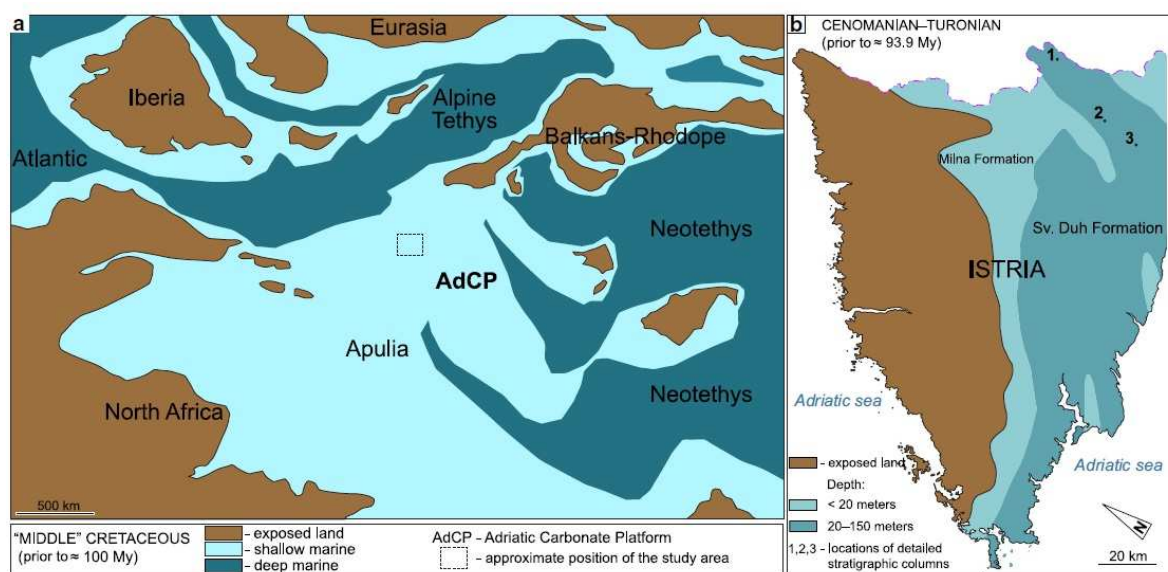 a
Eurasia
Iberia
Alpine
Tethys
Balkans-Rhodope
Atlantic
Neotethys
AdCP
Apulia
North Africa
Neotethys
500 km
"MIDDLE" CRETACEOUS
(prior to ≈ 100 My)
- exposed land
- shallow marine
- deep marine
AdCP - Adriatic Carbonate Platform
- approximate position of the study area
b
CENOMANIAN–TURONIAN
(prior to ≈ 93.9 My)
1.
2.
3.
Milna Formation
Sv. Duh Formation
ISTRIA
Adriatic sea
Adriatic sea
- exposed land
Depth:
< 20 meters
20–150 meters
1,2,3 - locations of detailed
stratigraphic columns
N
20 km